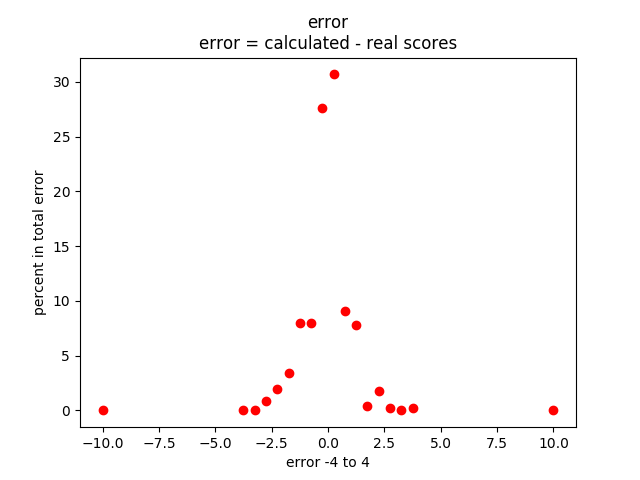 error
error = calculated - real scores
percent in total error
30
25
20
15
10
5
0
−10.0 −7.5 −5.0 −2.5 0.0 2.5 5.0 7.5 10.0
error -4 to 4